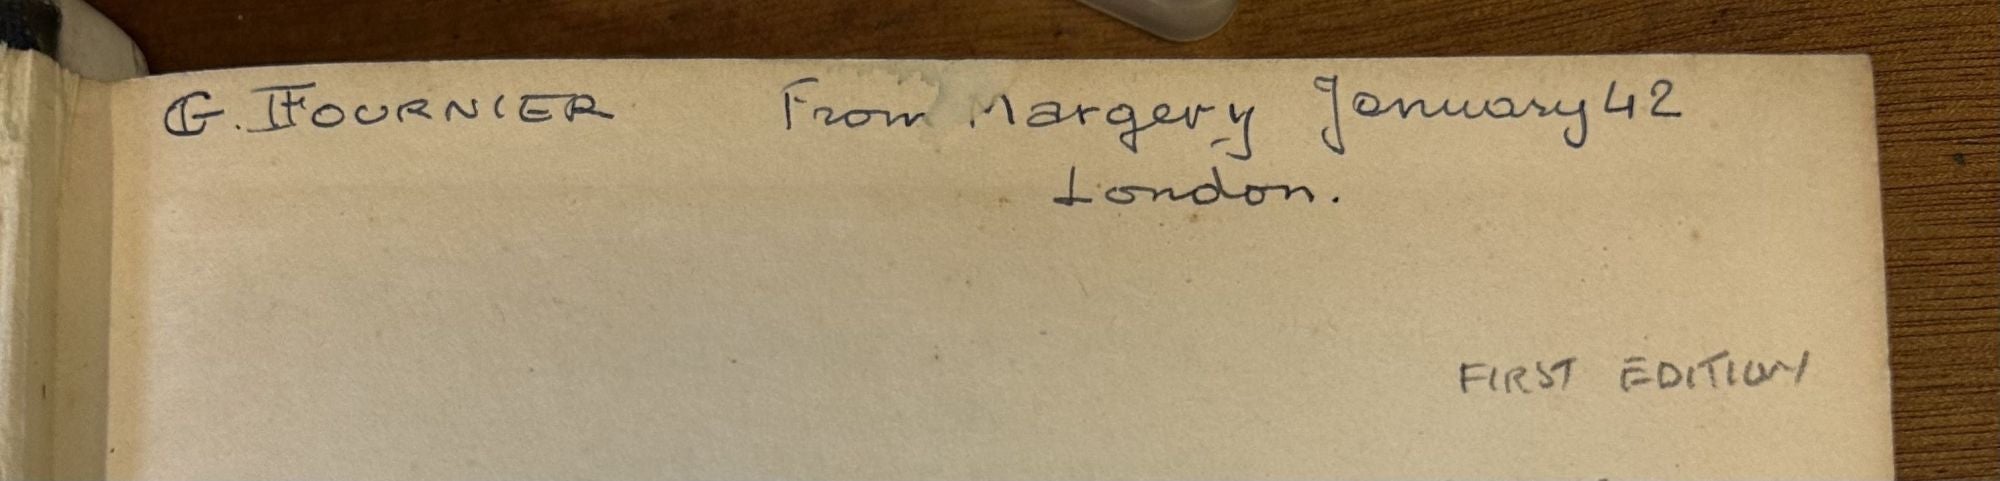 G. FOURNIER From Margery January 42
London.
FIRST EDITION